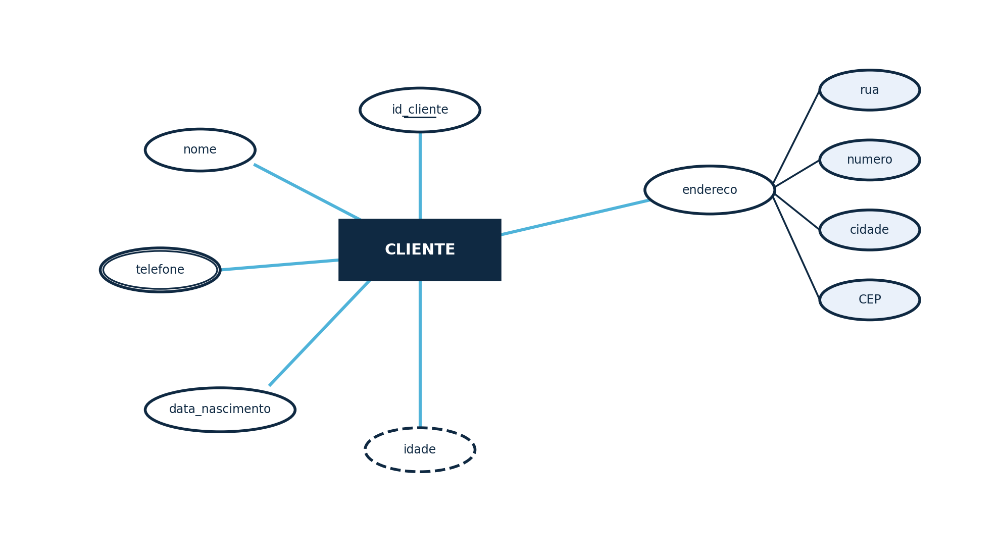 id_cliente
nome
telefone
CLIENTE
data_nascimento
idade
endereco
rua
numero
cidade
CEP